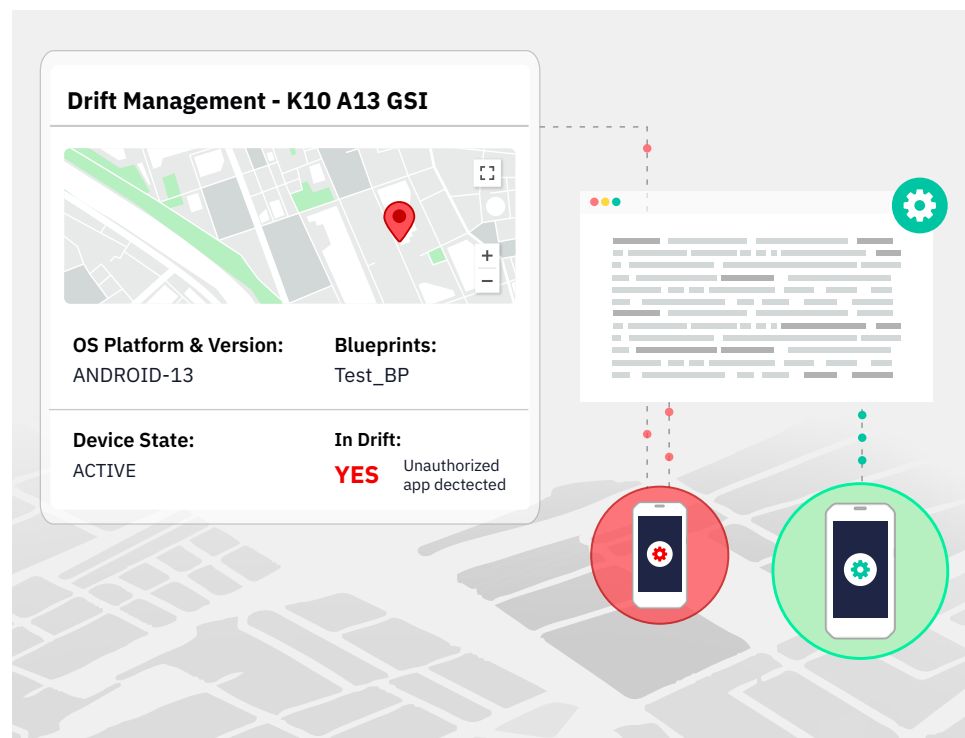 Drift Management - K10 A13 GSI
+
−
OS Platform & Version:
ANDROID-13
Blueprints:
Test_BP
Device State:
ACTIVE
In Drift:
YES
Unauthorized
app dectected